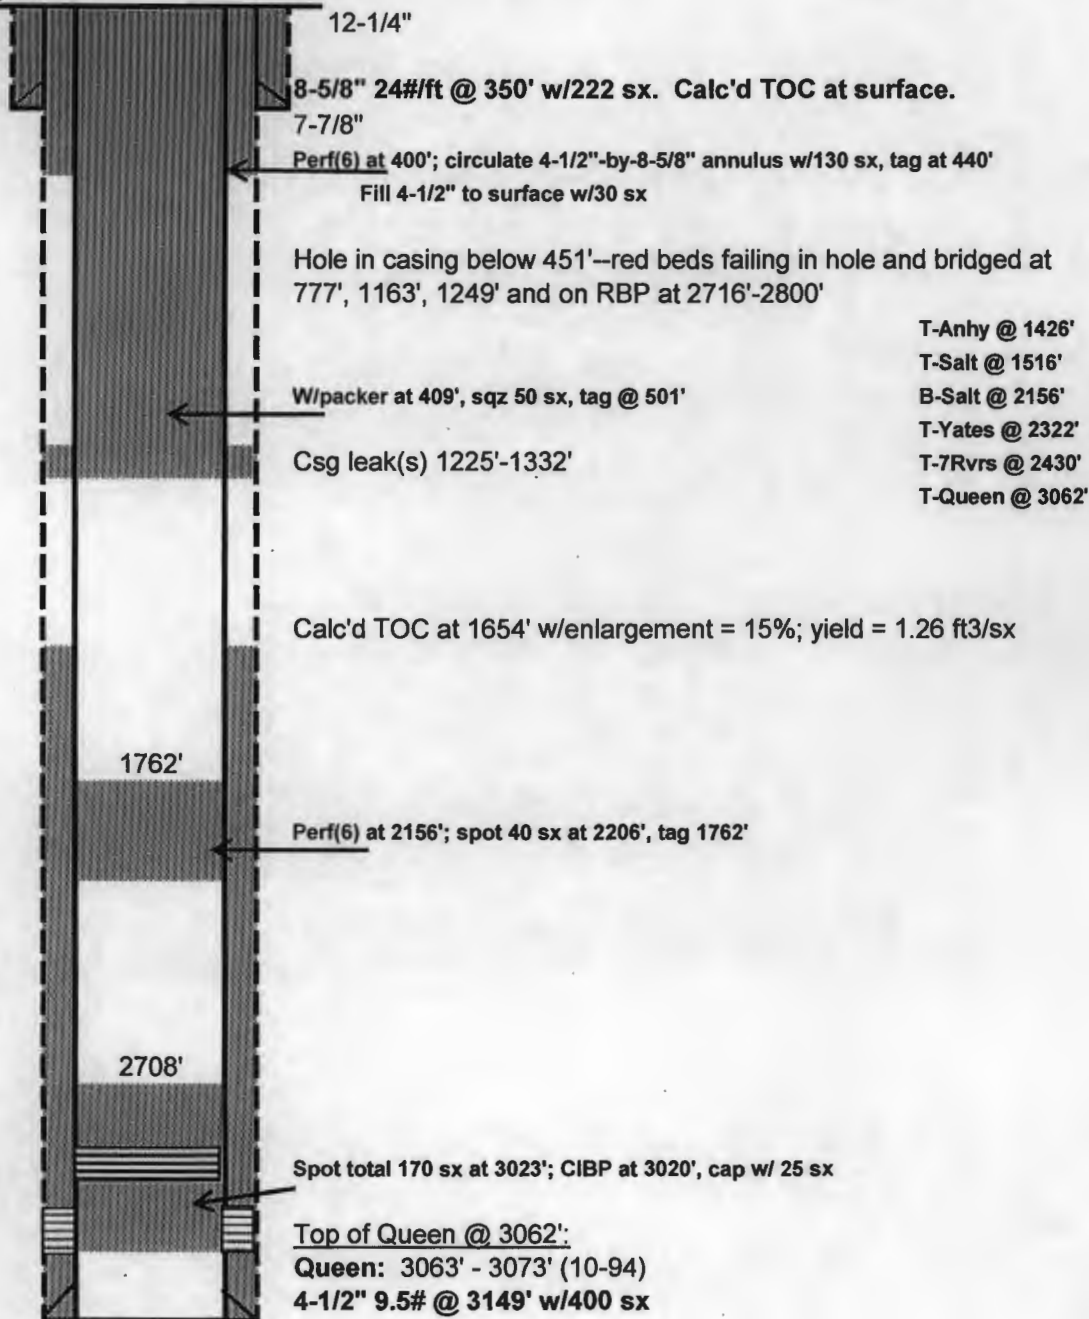 12-1/4"
8-5/8" 24#/ft @ 350' w/222 sx. Calc'd TOC at surface.
7-7/8"
Perf(6) at 400'; circulate 4-1/2"-by-8-5/8" annulus w/130 sx, tag at 440'
Fill 4-1/2" to surface w/30 sx
Hole in casing below 451'--red beds failing in hole and bridged at
777', 1163', 1249' and on RBP at 2716'-2800'
T-Anhy @ 1426'
T-Salt @ 1516'
W/packer at 409', sqz 50 sx, tag @ 501'
B-Salt @ 2156'
T-Yates @ 2322'
Csg leak(s) 1225'-1332'
T-7Rvrs @ 2430'
T-Queen @ 3062'
Calc'd TOC at 1654' w/enlargement = 15%; yield = 1.26 ft3/sx
1762'
Perf(6) at 2156'; spot 40 sx at 2206', tag 1762'
2708'
Spot total 170 sx at 3023'; CIBP at 3020', cap w/ 25 sx
Top of Queen @ 3062':
Queen: 3063' - 3073' (10-94)
4-1/2" 9.5# @ 3149' w/400 sx